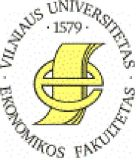 · VILNIAUS UNIVERSITETAS ·
· 1579 ·
EKONOMIKOS FAKULTETAS